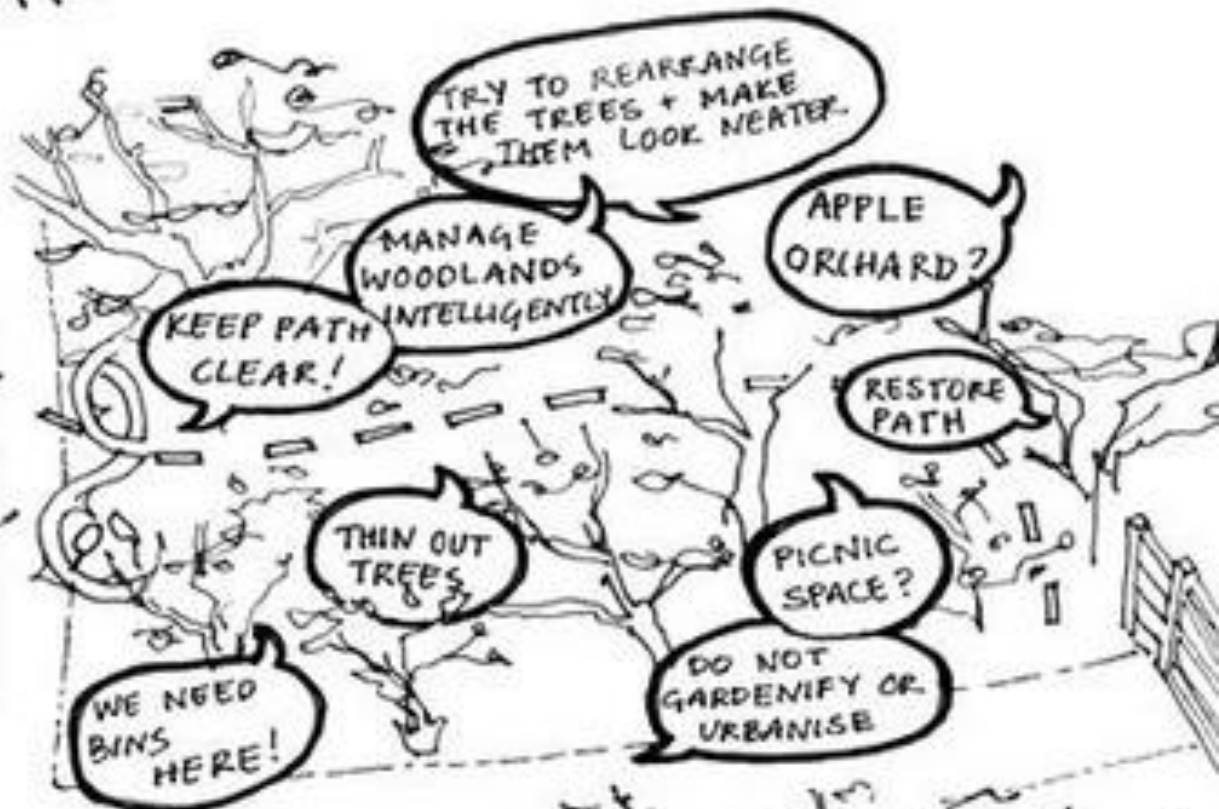 TRY TO REARRANGE
THE TREES + MAKE
THEM LOOK NEATER
APPLE
ORCHARD?
MANAGE
WOODLANDS
INTELLIGENTLY
KEEP PATH
CLEAR!
RESTORE
PATH
THIN OUT
TREES
PICNIC
SPACE?
DO NOT
GARDENIFY OR
URBANISE
WE NEED
BINS
HERE!